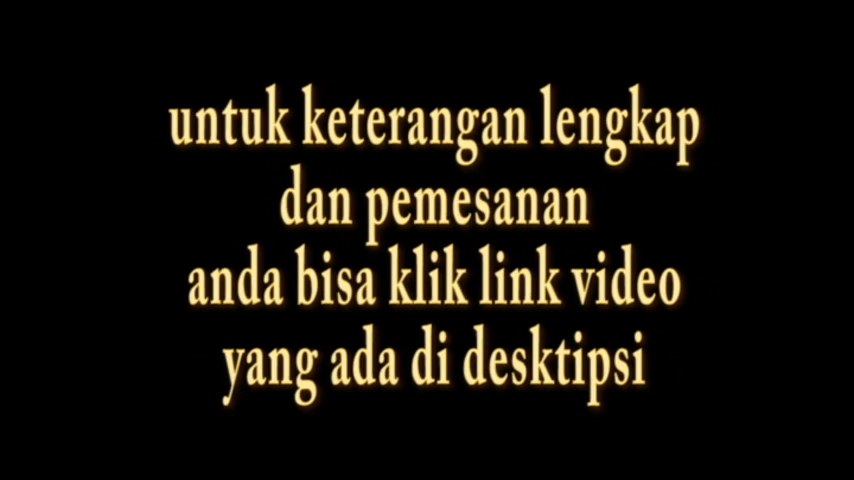 untuk keterangan lengkap
dan pemesanan
anda bisa klik link video
yang ada di desktipsi